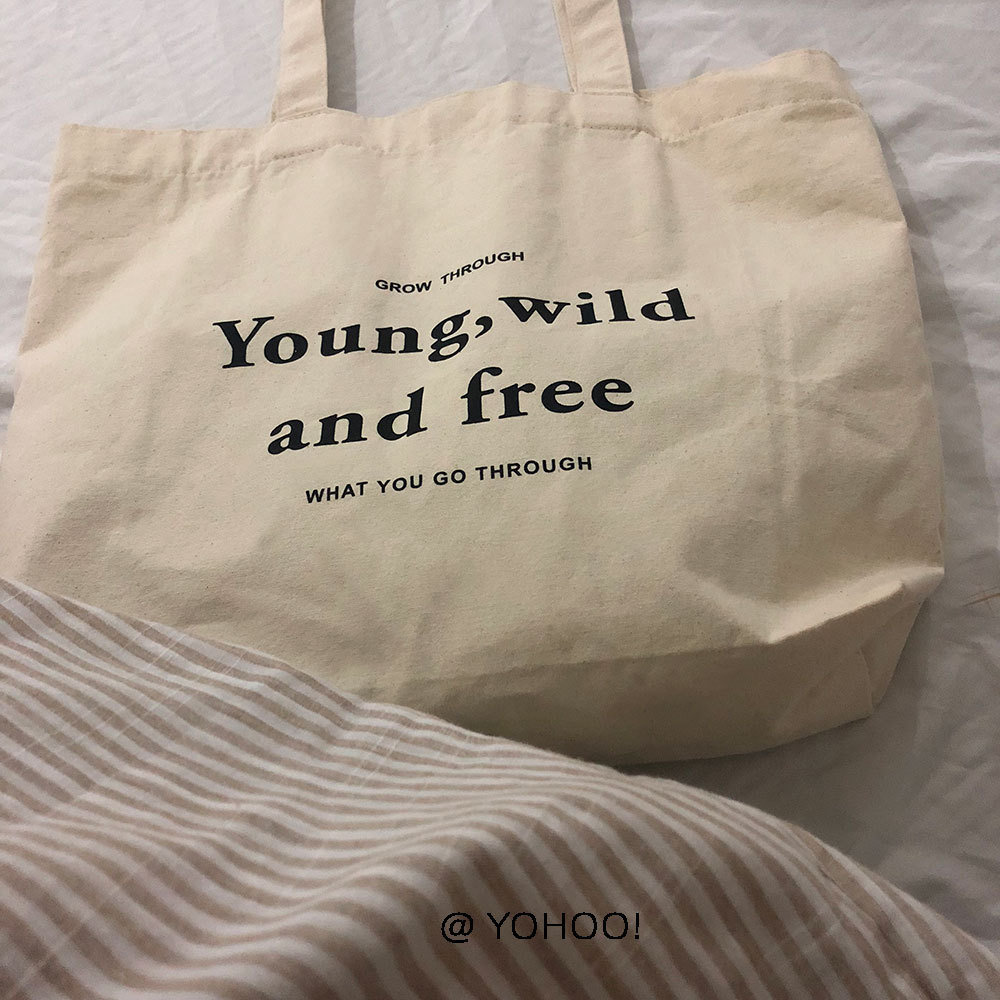 GROW THROUGH
Young, wild
and free
WHAT YOU GO THROUGH
@ YOHOO!